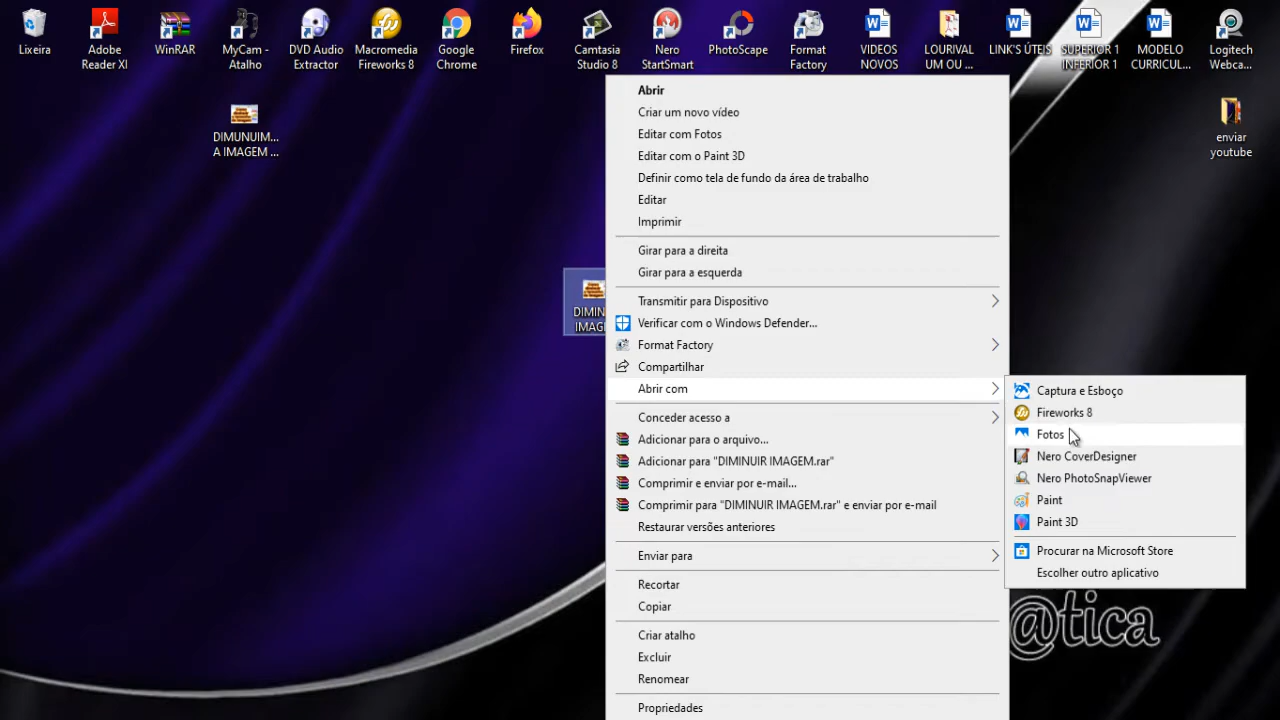 Lixeira
Adobe
Reader XI
WinRAR
MyCam -
Atalho
DVD Audio
Extractor
Macromedia
Fireworks 8
Google
Chrome
Firefox
Camtasia
Studio 8
Nero
StartSmart
PhotoScape
Format
Factory
VIDEOS
NOVOS
LOURIVAL
UM OU ...
LINK'S ÚTEIS
SUPERIOR 1
INFERIOR 1
MODELO
CURRICUL...
Logitech
Webca...
DIMUNUIM...
A IMAGEM ...
enviar
youtube
DIMIN
IMAG
Abrir
Criar um novo vídeo
Editar com Fotos
Editar com o Paint 3D
Definir como tela de fundo da área de trabalho
Editar
Imprimir
Girar para a direita
Girar para a esquerda
Transmitir para Dispositivo
Verificar com o Windows Defender...
Format Factory
Compartilhar
Abrir com
Conceder acesso a
Adicionar para o arquivo...
Adicionar para "DIMINUIR IMAGEM.rar"
Comprimir e enviar por e-mail...
Comprimir para "DIMINUIR IMAGEM.rar" e enviar por e-mail
Restaurar versões anteriores
Enviar para
Recortar
Copiar
Criar atalho
Excluir
Renomear
Propriedades
Captura e Esboço
Fireworks 8
Fotos
Nero CoverDesigner
Nero PhotoSnapViewer
Paint
Paint 3D
Procurar na Microsoft Store
Escolher outro aplicativo
@tica